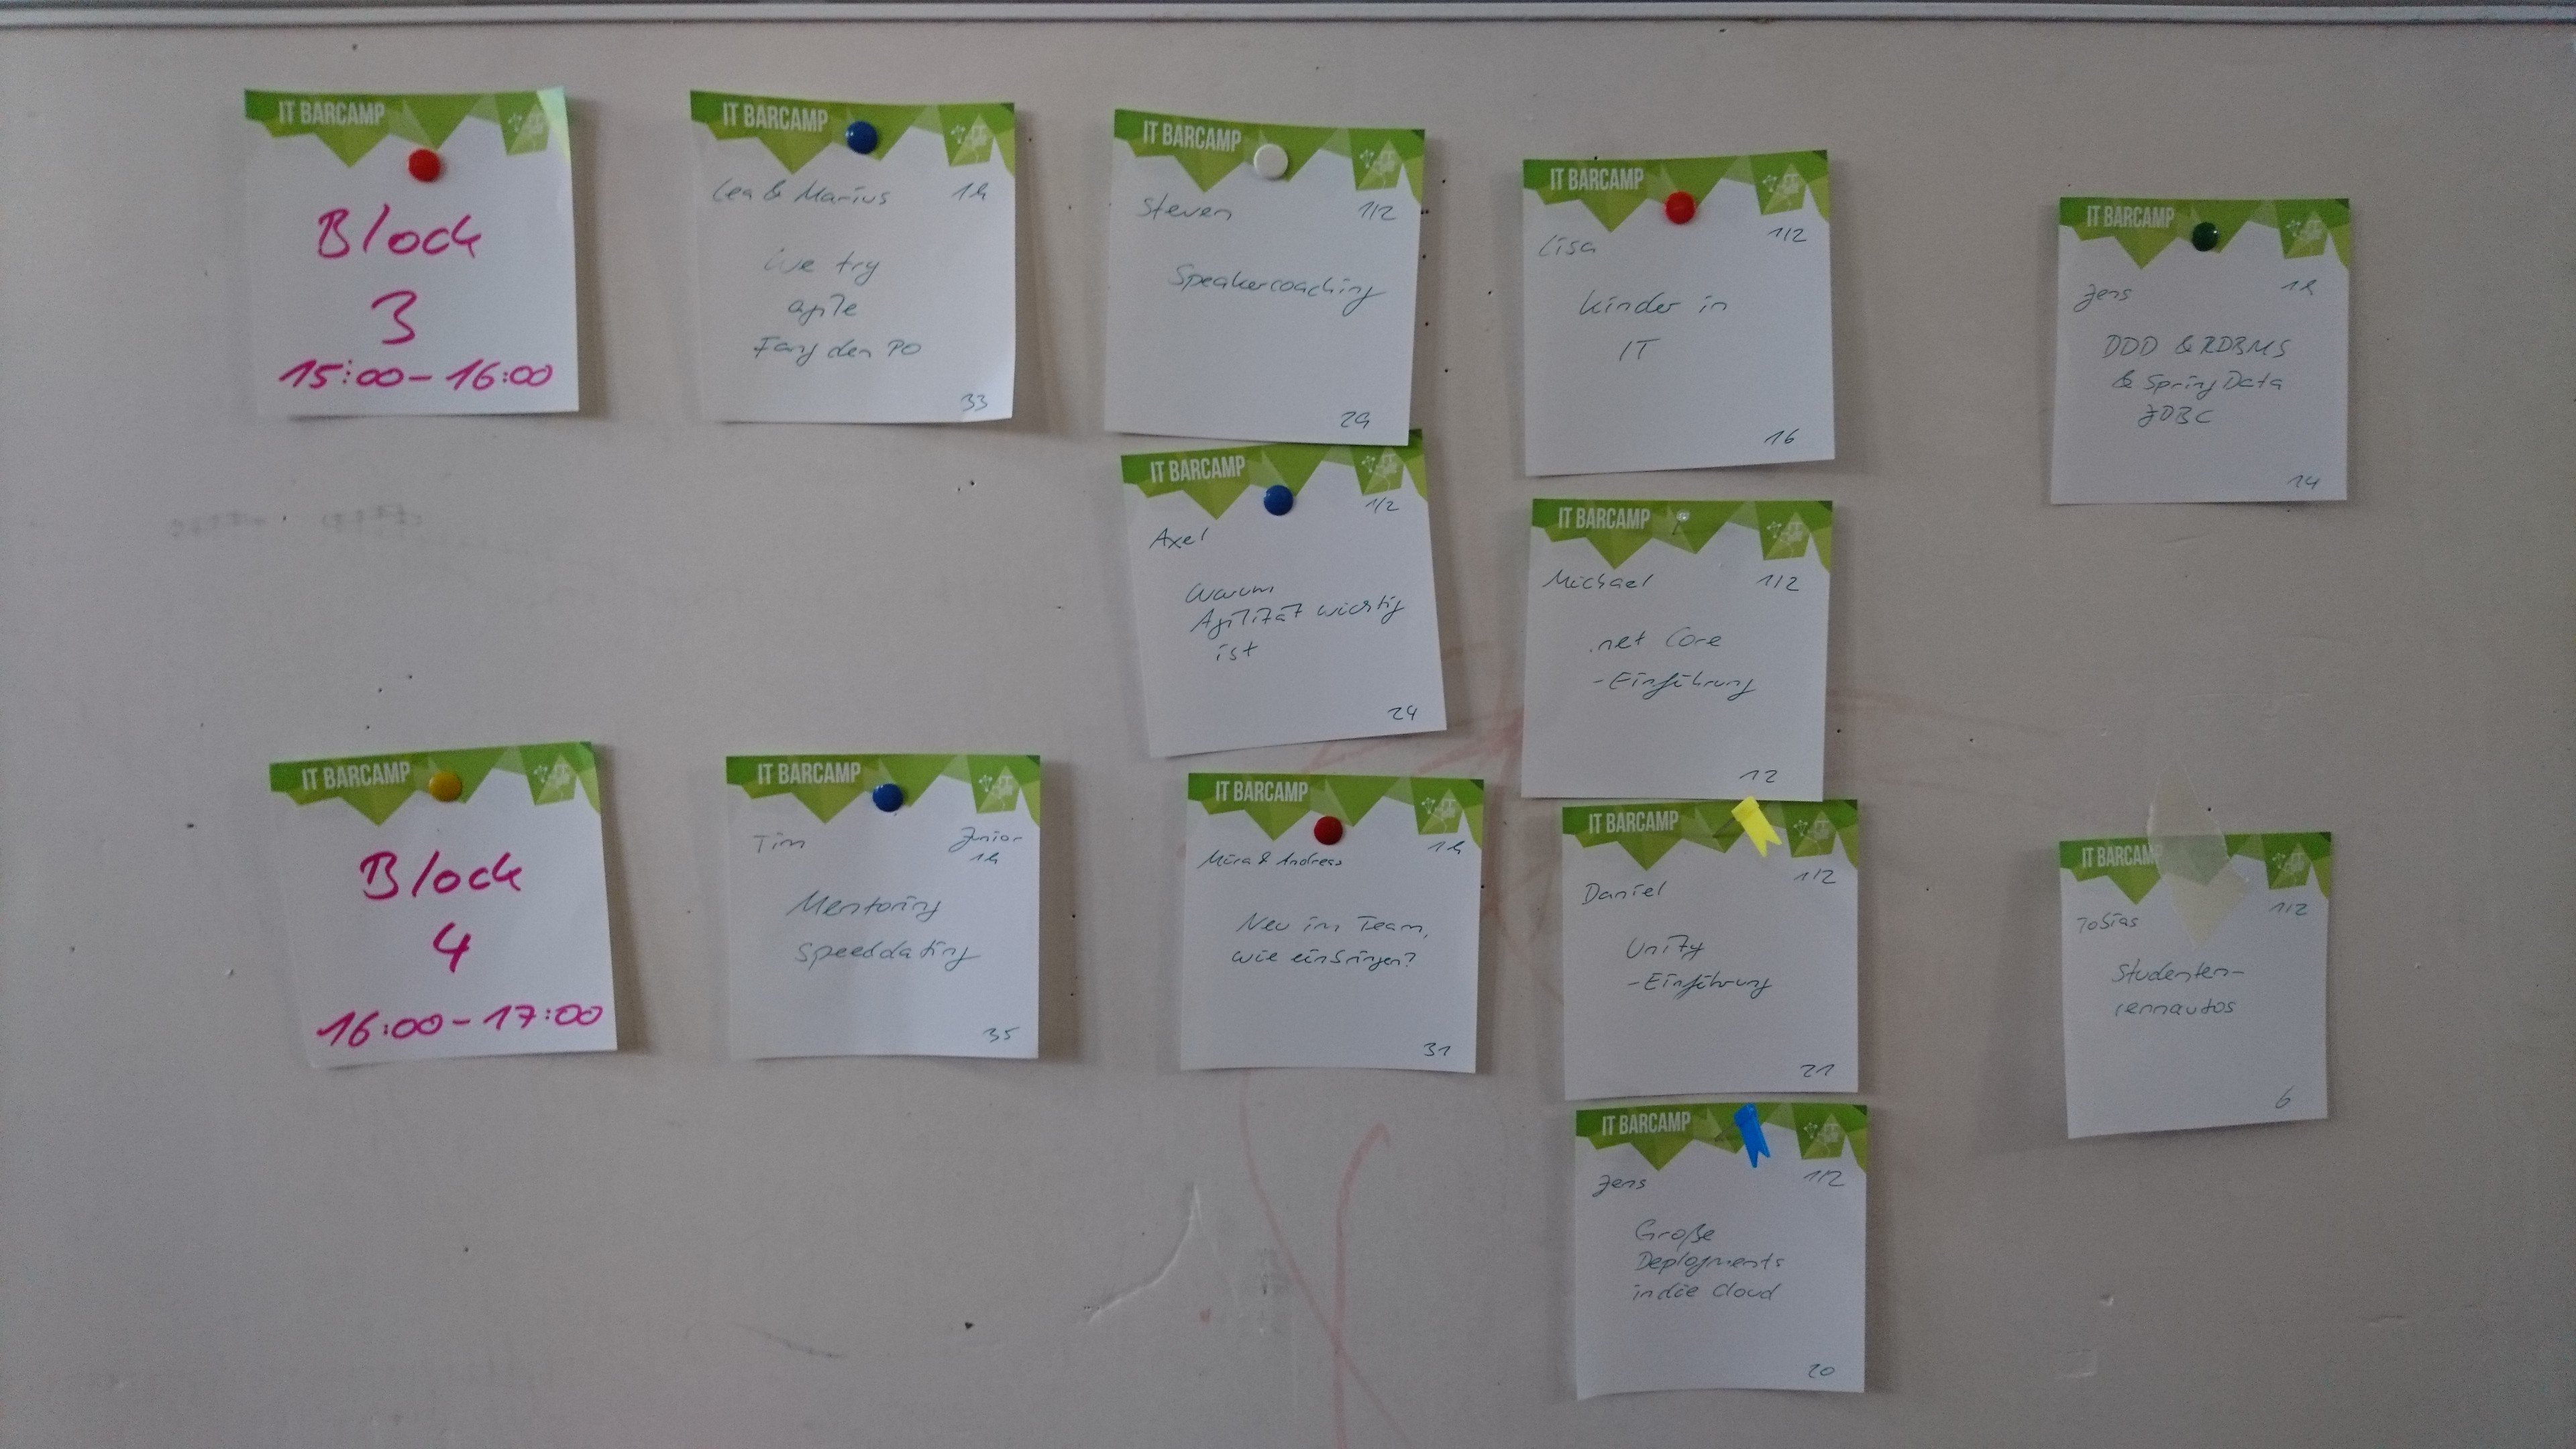 IT BARCAMP
Block
3
15:00 - 16:00
IT BARCAMP
Lea & Marius 1h
We try
agile
Fang den PO
33
IT BARCAMP
Steven 1/2
Speakercoaching
29
IT BARCAMP
Axel 1/2
Warum
Agilität wichtig
ist
24
IT BARCAMP
Lisa 1/2
Kinder in
IT
16
IT BARCAMP
Michael 1/2
.net Core
-Einführung
12
IT BARCAMP
Jens 1h
DDD & RDBMS
& Spring Data
JDBC
14
IT BARCAMP
Block
4
16:00 - 17:00
IT BARCAMP
Tim Junior
1h
Mentoring
Speeddating
35
IT BARCAMP
Mira & Andreas 1h
Neu im Team,
wie einbringen?
31
IT BARCAMP
Daniel 1/2
Unity
-Einführung
21
IT BARCAMP
Jens 1/2
Große
Deployments
in die Cloud
20
IT BARCAMP
Tobias 1/2
Studenten-
rennautos
6